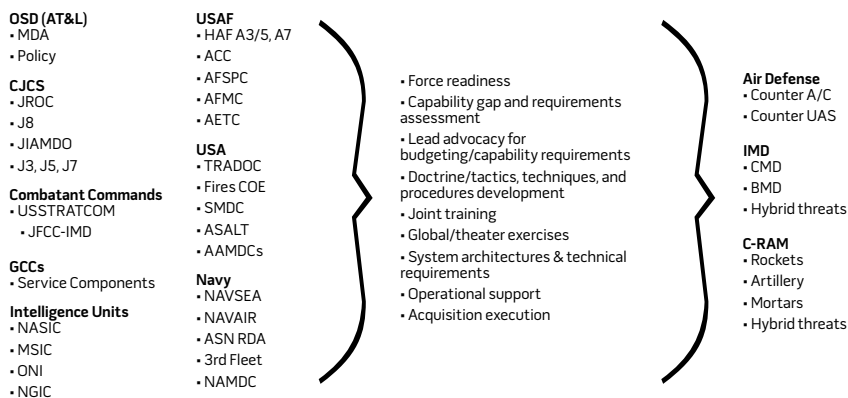 OSD (AT&L)
▪ MDA
▪ Policy
CJCS
▪ JROC
▪ J8
▪ JIAMDO
▪ J3, J5, J7
Combatant Commands
▪ USSTRATCOM
▪ JFCC-IMD
GCCs
▪ Service Components
Intelligence Units
▪ NASIC
▪ MSIC
▪ ONI
▪ NGIC
USAF
▪ HAF A3/5, A7
▪ ACC
▪ AFSPC
▪ AFMC
▪ AETC
USA
▪ TRADOC
▪ Fires COE
▪ SMDC
▪ ASALT
▪ AAMDCs
Navy
▪ NAVSEA
▪ NAVAIR
▪ ASN RDA
▪ 3rd Fleet
▪ NAMDC
▪ Force readiness
▪ Capability gap and requirements
assessment
▪ Lead advocacy for
budgeting/capability requirements
▪ Doctrine/tactics, techniques, and
procedures development
▪ Joint training
▪ Global/theater exercises
▪ System architectures & technical
requirements
▪ Operational support
▪ Acquisition execution
Air Defense
▪ Counter A/C
▪ Counter UAS
IMD
▪ CMD
▪ BMD
▪ Hybrid threats
C-RAM
▪ Rockets
▪ Artillery
▪ Mortars
▪ Hybrid threats